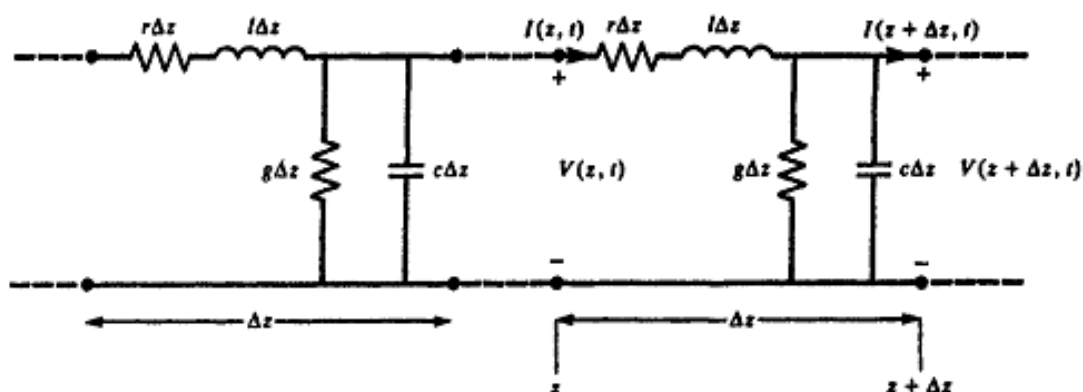 rΔz lΔz I(z, t) rΔz lΔz I(z + Δz, t)
+ +
gΔz cΔz V(z, t) gΔz cΔz V(z + Δz, t)
− −
Δz Δz
z z + Δz